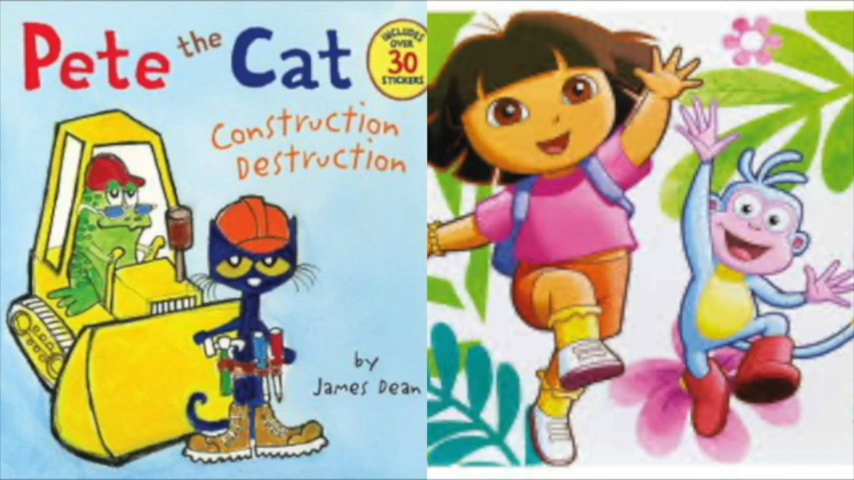 Pete the Cat
INCLUDES
OVER
30
STICKERS
Construction
Destruction
by
James Dean